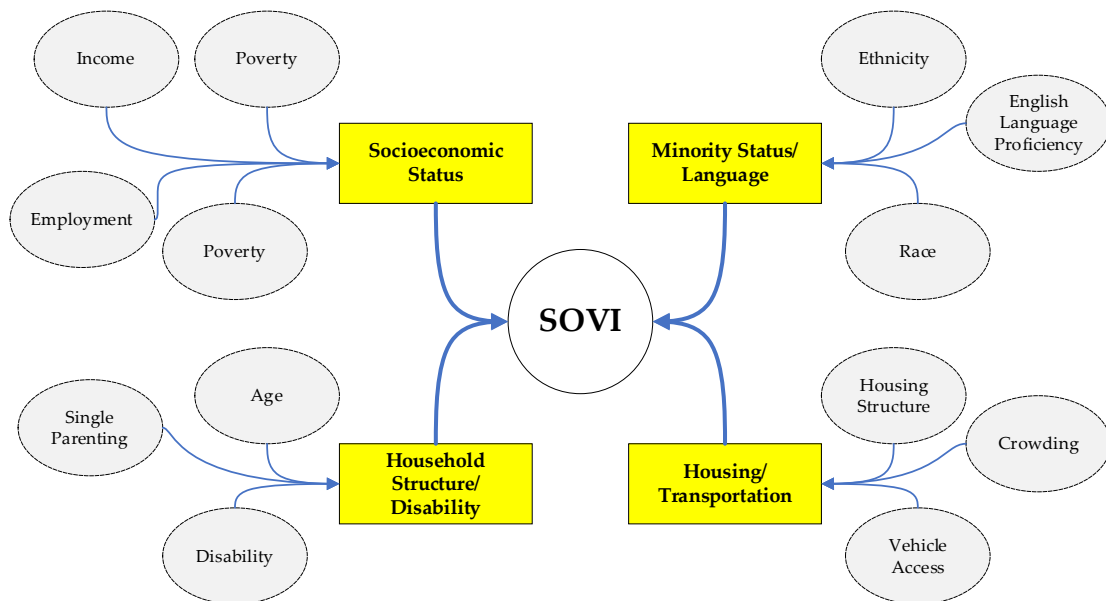 Income
Poverty
Employment
Poverty
Socioeconomic
Status
Ethnicity
English
Language
Proficiency
Race
Minority Status/
Language
SOVI
Single
Parenting
Age
Disability
Household
Structure/
Disability
Housing
Structure
Crowding
Vehicle
Access
Housing/
Transportation